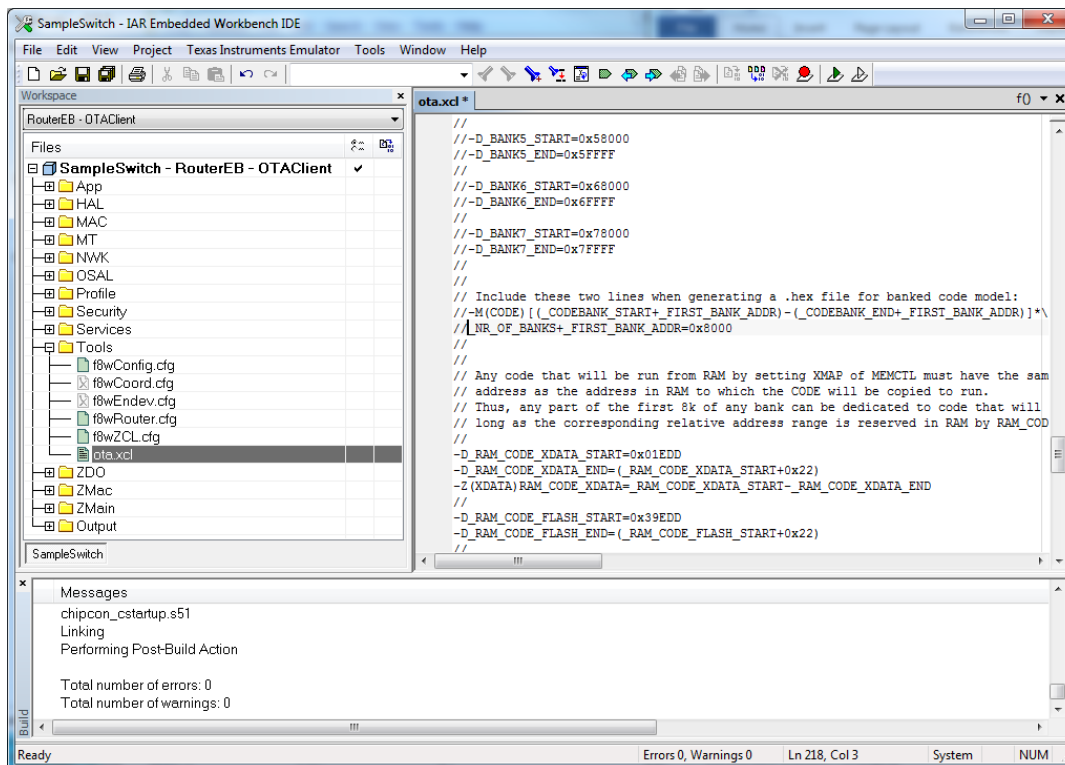 SampleSwitch - IAR Embedded Workbench IDE
File Edit View Project Texas Instruments Emulator Tools Window Help
Workspace
RouterEB - OTAClient
Files
SampleSwitch - RouterEB - OTAClient
App
HAL
MAC
MT
NWK
OSAL
Profile
Security
Services
Tools
f8wConfig.cfg
f8wCoord.cfg
f8wEndev.cfg
f8wRouter.cfg
f8wZCL.cfg
ota.xcl
ZDO
ZMac
ZMain
Output
SampleSwitch
ota.xcl * f()
//
//-D_BANK5_START=0x58000
//-D_BANK5_END=0x5FFFF
//
//-D_BANK6_START=0x68000
//-D_BANK6_END=0x6FFFF
//
//-D_BANK7_START=0x78000
//-D_BANK7_END=0x7FFFF
//
//
// Include these two lines when generating a .hex file for banked code model:
//-M(CODE)[(_CODEBANK_START+_FIRST_BANK_ADDR)-(_CODEBANK_END+_FIRST_BANK_ADDR)]*\
//_NR_OF_BANKS+_FIRST_BANK_ADDR=0x8000
//
//
// Any code that will be run from RAM by setting XMAP of MEMCTL must have the sam
// address as the address in RAM to which the CODE will be copied to run.
// Thus, any part of the first 8k of any bank can be dedicated to code that will
// long as the corresponding relative address range is reserved in RAM by RAM_COD
//
-D_RAM_CODE_XDATA_START=0x01EDD
-D_RAM_CODE_XDATA_END=(_RAM_CODE_XDATA_START+0x22)
-Z(XDATA)RAM_CODE_XDATA=_RAM_CODE_XDATA_START-_RAM_CODE_XDATA_END
//
-D_RAM_CODE_FLASH_START=0x39EDD
-D_RAM_CODE_FLASH_END=(_RAM_CODE_FLASH_START+0x22)
//
Messages
chipcon_cstartup.s51
Linking
Performing Post-Build Action
Total number of errors: 0
Total number of warnings: 0
Build
Ready Errors 0, Warnings 0 Ln 218, Col 3 System NUM